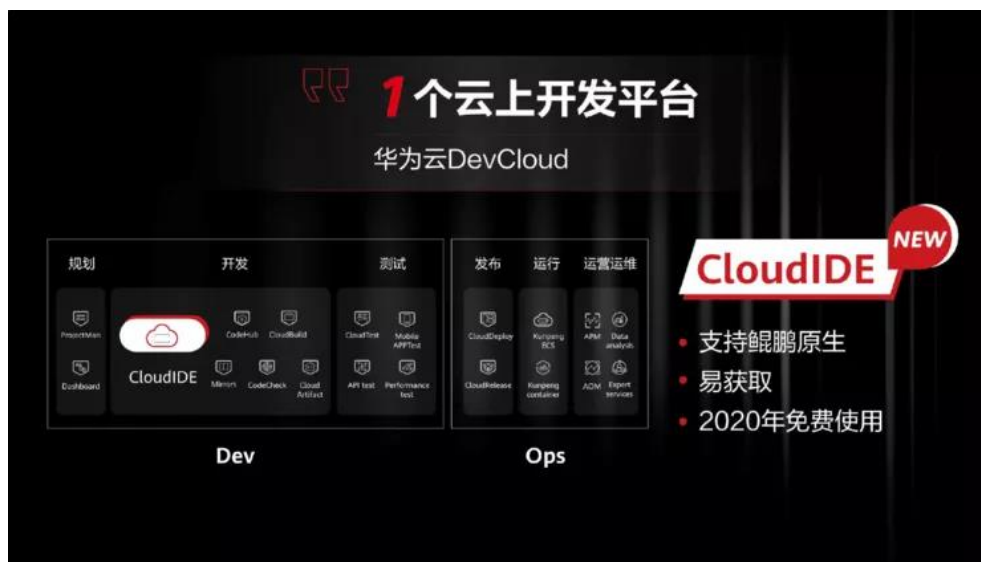 1个云上开发平台
华为云DevCloud
规划
开发
测试
ProjectMan
Dashboard
CloudIDE
CodeHub
CloudBuild
Mirrors
CodeCheck
Cloud
Artifact
CloudTest
Mobile
APPTest
API test
Performance
test
Dev
发布
运行
运营运维
CloudDeploy
CloudRelease
Kunpeng
ECS
Kunpeng
container
APM
Data
analysis
AOM
Expert
services
Ops
CloudIDE
NEW
支持鲲鹏原生
易获取
2020年免费使用